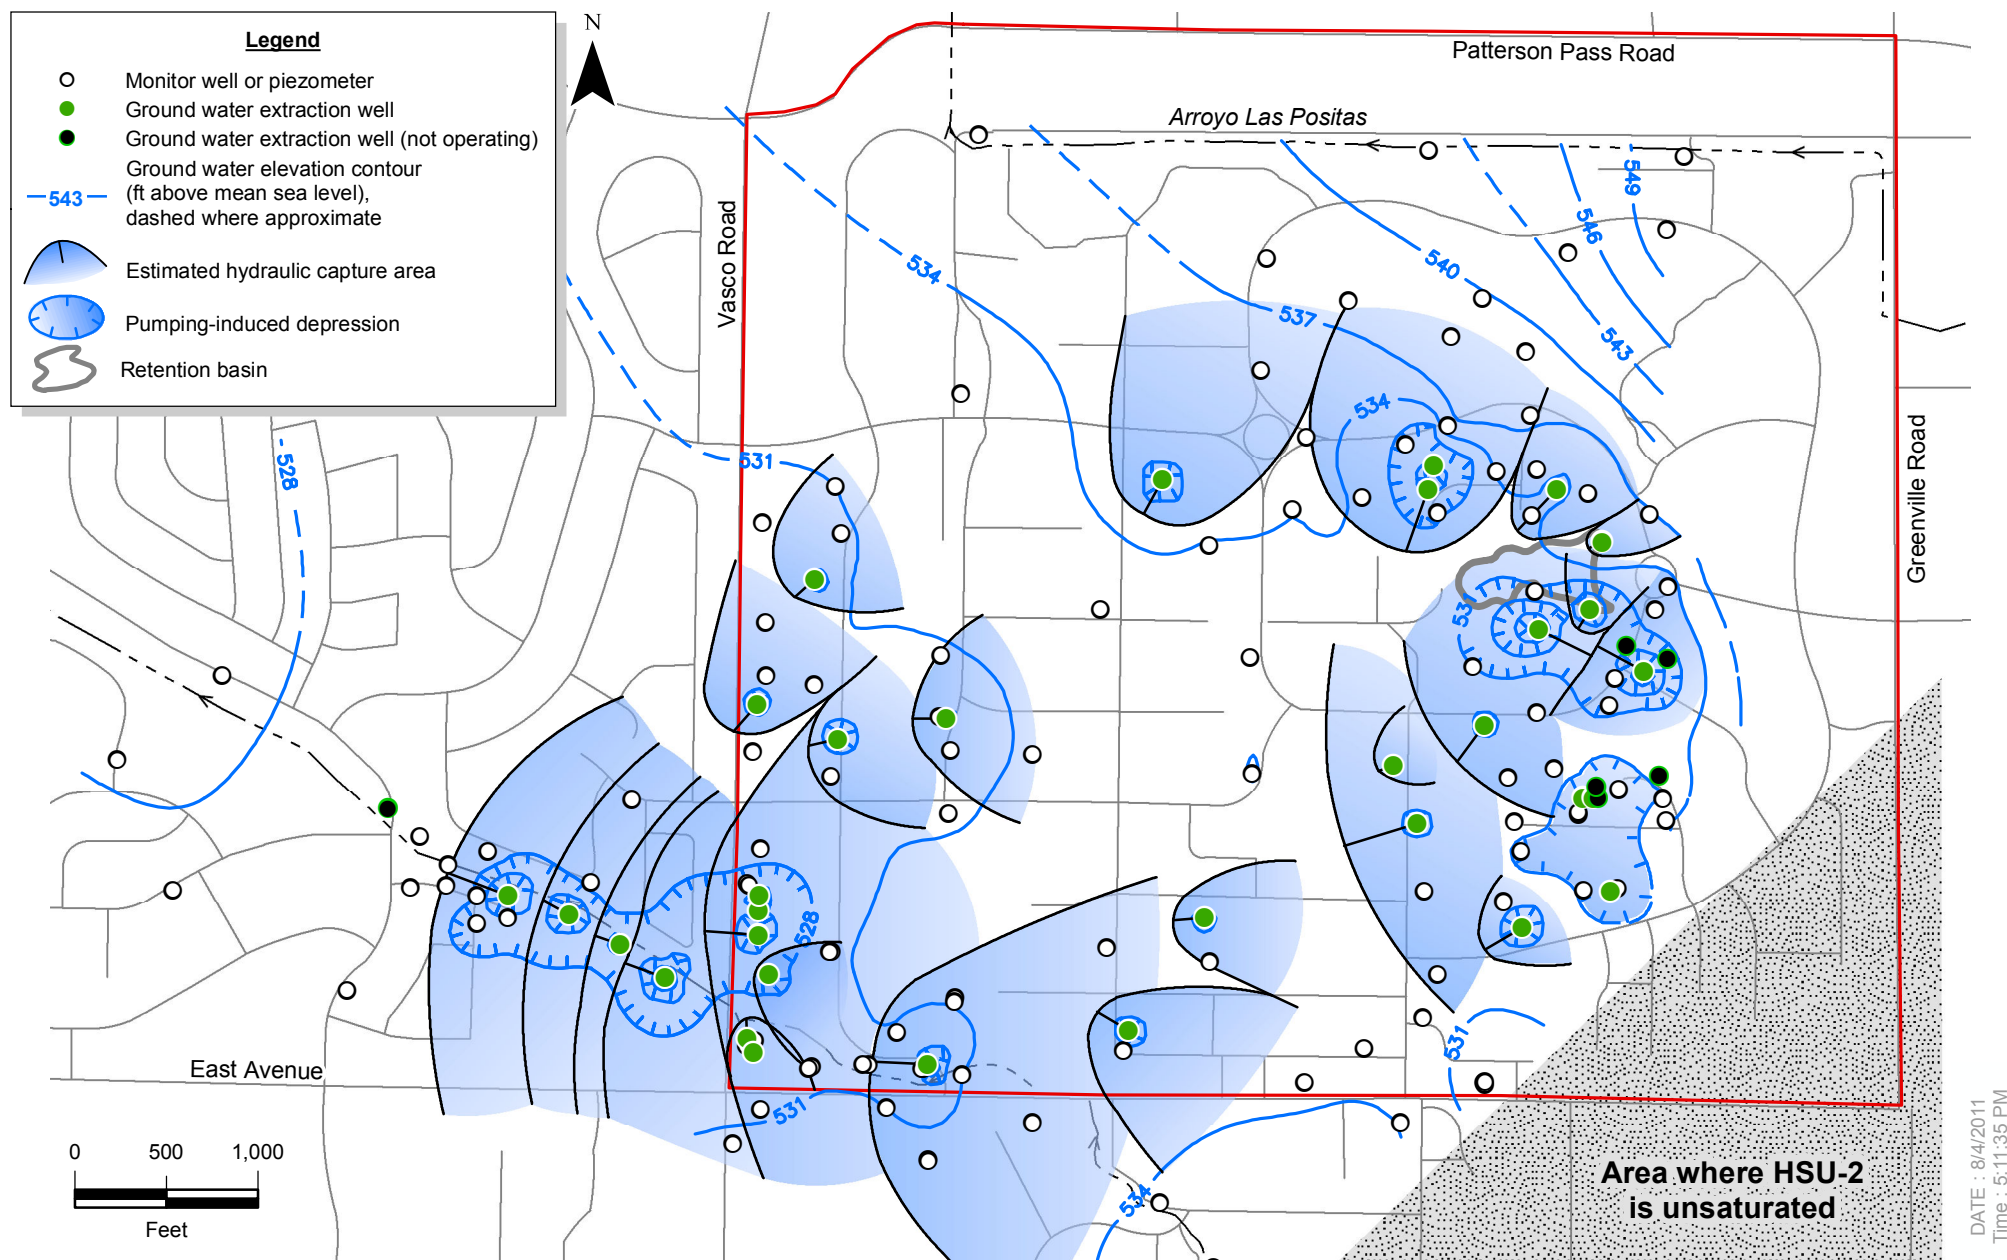 Legend
Monitor well or piezometer
Ground water extraction well
Ground water extraction well (not operating)
543
Ground water elevation contour
(ft above mean sea level),
dashed where approximate
Estimated hydraulic capture area
Pumping-induced depression
Retention basin
N
Patterson Pass Road
Arroyo Las Positas
Vasco Road
Greenville Road
549
546
543
540
534
537
534
531
528
531
528
531
531
534
East Avenue
0 500 1,000
Feet
Area where HSU-2
is unsaturated
DATE : 8/4/2011
Time : 5:11:35 PM